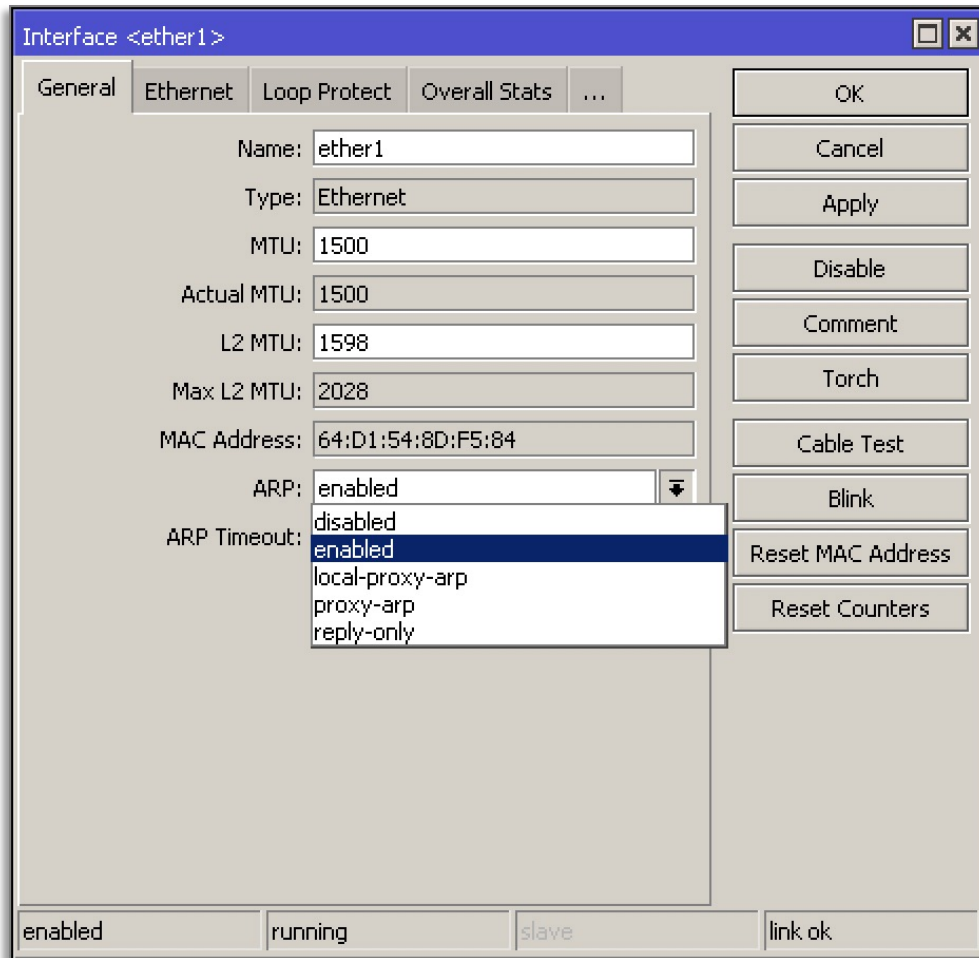 Interface <ether1>
General Ethernet Loop Protect Overall Stats ...
Name: ether1
Type: Ethernet
MTU: 1500
Actual MTU: 1500
L2 MTU: 1598
Max L2 MTU: 2028
MAC Address: 64:D1:54:8D:F5:84
ARP: enabled
ARP Timeout:
disabled
enabled
local-proxy-arp
proxy-arp
reply-only
OK
Cancel
Apply
Disable
Comment
Torch
Cable Test
Blink
Reset MAC Address
Reset Counters
enabled running slave link ok